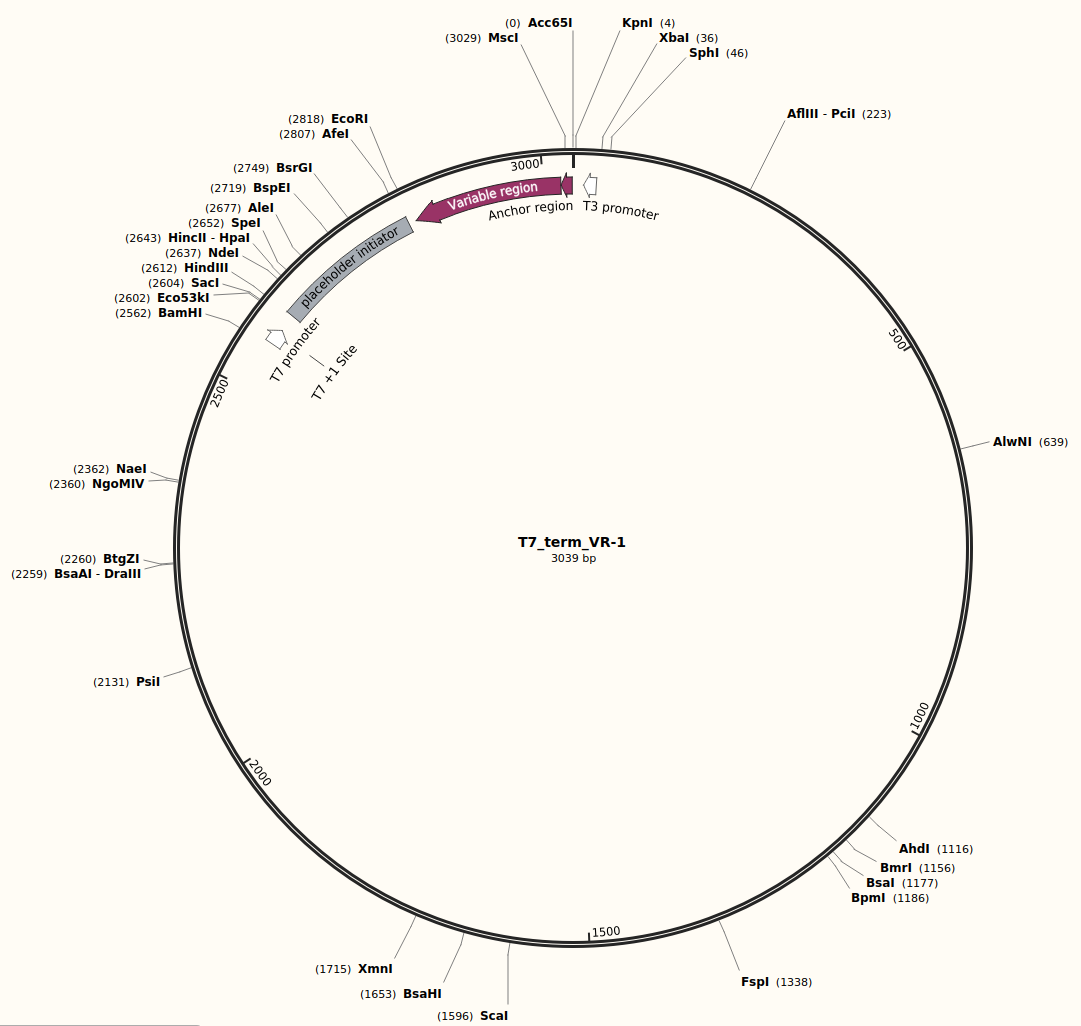 (0) Acc65I
(3029) MscI
KpnI (4)
XbaI (36)
SphI (46)
AflIII - PciI (223)
(2818) EcoRI
(2807) AfeI
(2749) BsrGI
(2719) BspEI
(2677) AleI
(2652) SpeI
(2643) HincII - HpaI
(2637) NdeI
(2612) HindIII
(2604) SacI
(2602) Eco53kI
(2562) BamHI
3000
Variable region
Anchor region
T3 promoter
placeholder initiator
T7 promoter
T7 +1 Site
500
2500
AlwNI (639)
(2362) NaeI
(2360) NgoMIV
T7_term_VR-1
3039 bp
(2260) BtgZI
(2259) BsaAI - DraIII
(2131) PsiI
1000
2000
AhdI (1116)
BmrI (1156)
BsaI (1177)
BpmI (1186)
1500
(1715) XmnI
FspI (1338)
(1653) BsaHI
(1596) ScaI